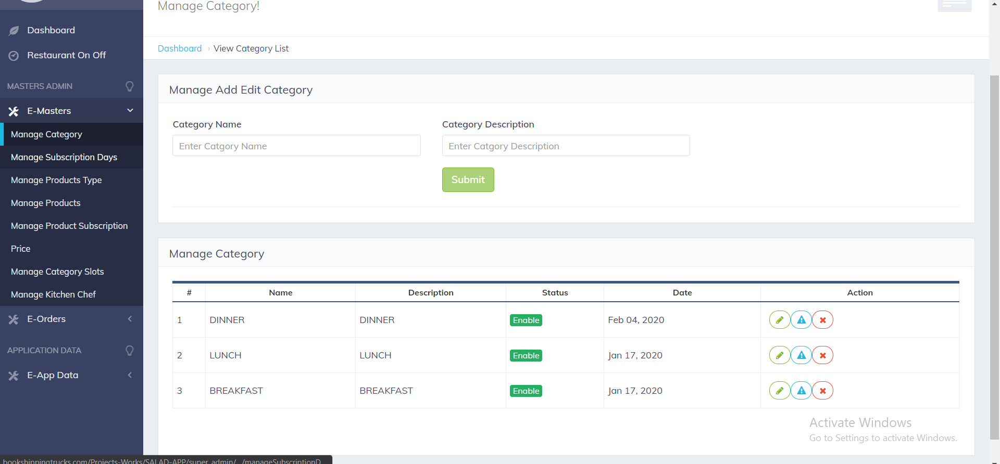 Manage Category!
Dashboard
Restaurant On Off
MASTERS ADMIN
E-Masters
Manage Category
Manage Subscription Days
Manage Products Type
Manage Products
Manage Product Subscription
Price
Manage Category Slots
Manage Kitchen Chef
E-Orders
APPLICATION DATA
E-App Data
Dashboard › View Category List
Manage Add Edit Category
Category Name Category Description
Enter Catgory Name Enter Catgory Description
Submit
Manage Category
# Name Description Status Date Action
1 DINNER DINNER Enable Feb 04, 2020
2 LUNCH LUNCH Enable Jan 17, 2020
3 BREAKFAST BREAKFAST Enable Jan 17, 2020
Activate Windows
Go to Settings to activate Windows.
bookshippingtrucks.com/Projects-Works/SALAD-APP/super_admin/.../manageSubscriptionD...